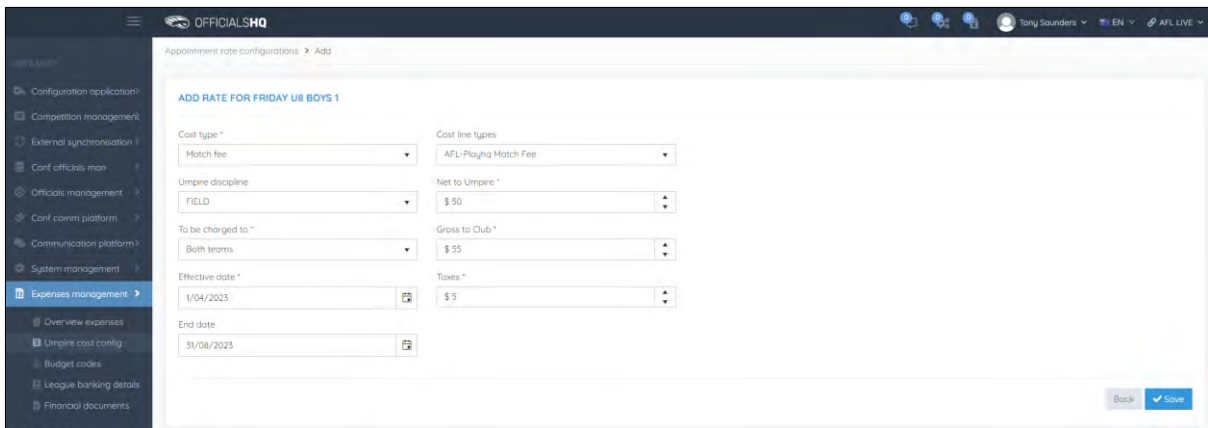 OFFICIALSHQ
0 0 0 Tony Saunders EN AFL LIVE
Appointment rate configurations > Add
Configuration application
Competition management
External synchronisation
Conf officials man
Officials management
Conf comm platform
Communication platform
System management
Expenses management
Overview expenses
Umpire cost config
Budget codes
League banking details
Financial documents
ADD RATE FOR FRIDAY U8 BOYS 1
Cost type * Cost line types
Match fee AFL-Playhq Match Fee
Umpire discipline Net to Umpire *
FIELD $ 50
To be charged to * Gross to Club *
Both teams $ 55
Effective date * Taxes *
1/04/2023 $ 5
End date
31/08/2023
Back Save